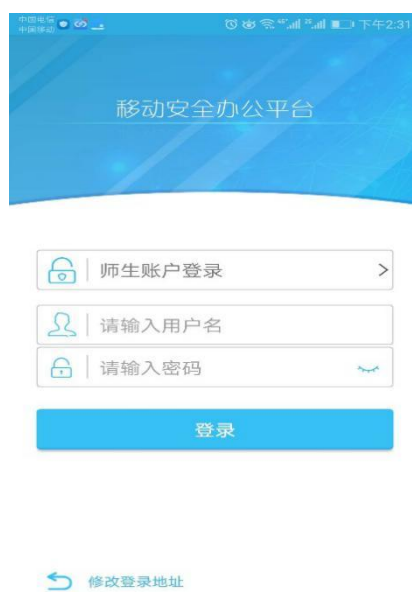 中国电信
中国移动
下午2:31
移动安全办公平台
师生账户登录
请输入用户名
请输入密码
登录
修改登录地址